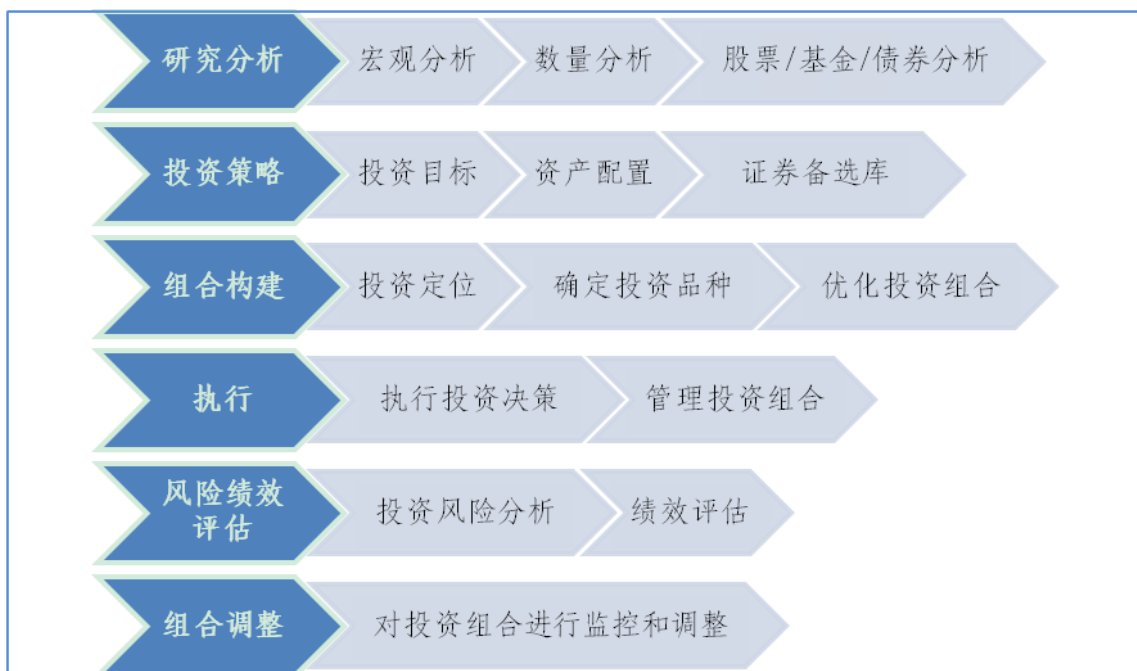 研究分析 宏观分析 数量分析 股票/基金/债券分析
投资策略 投资目标 资产配置 证券备选库
组合构建 投资定位 确定投资品种 优化投资组合
执行 执行投资决策 管理投资组合
风险绩效
评估 投资风险分析 绩效评估
组合调整 对投资组合进行监控和调整